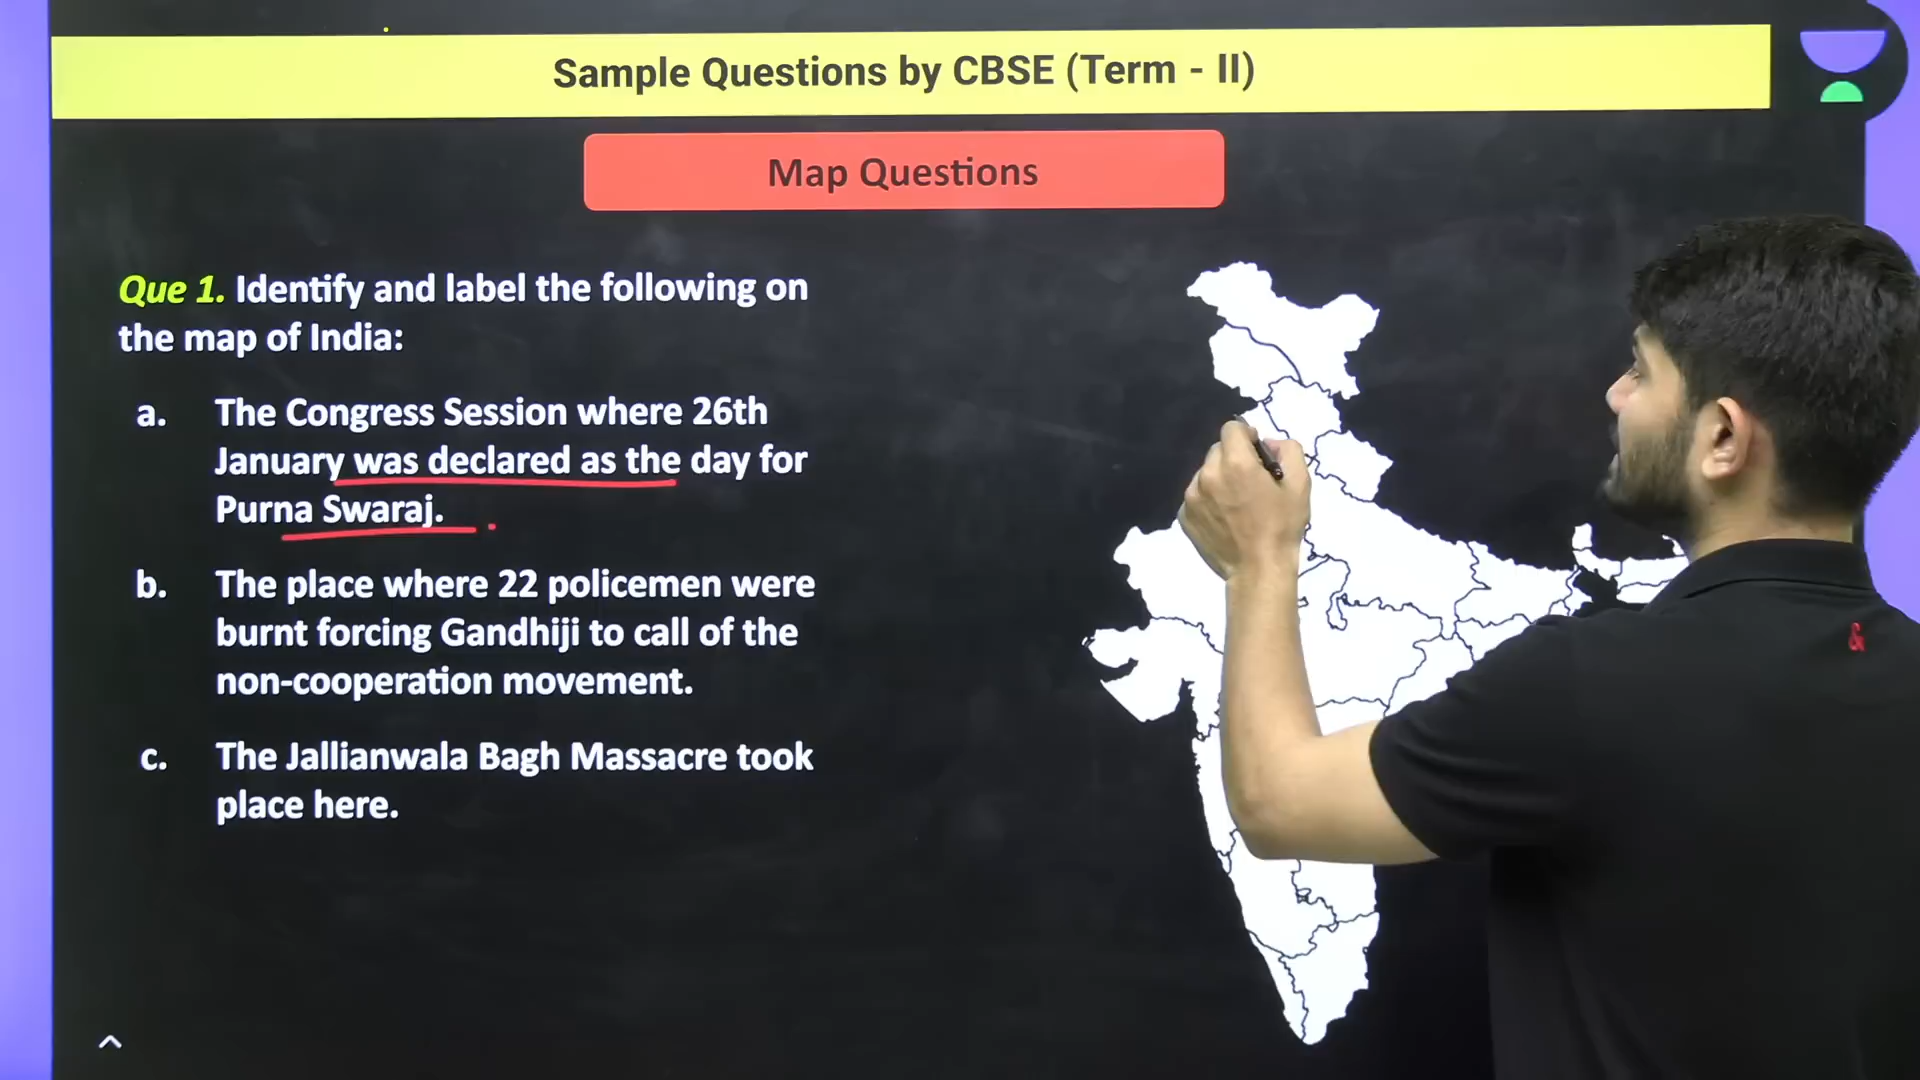 Sample Questions by CBSE (Term - II)
Map Questions
Que 1. Identify and label the following on
the map of India:
a. The Congress Session where 26th
January was declared as the day for
Purna Swaraj.
b. The place where 22 policemen were
burnt forcing Gandhiji to call of the
non-cooperation movement.
c. The Jallianwala Bagh Massacre took
place here.
&